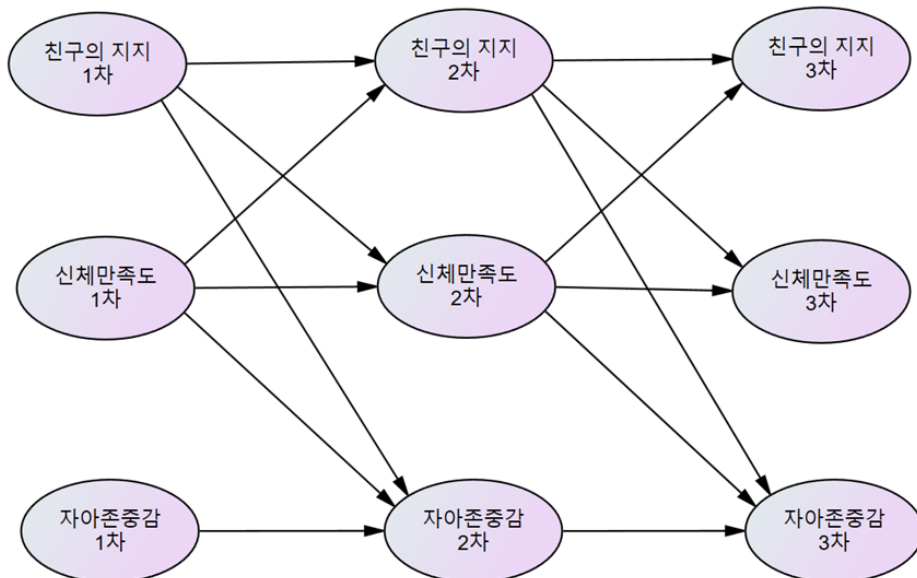 친구의 지지
1차
친구의 지지
2차
친구의 지지
3차
신체만족도
1차
신체만족도
2차
신체만족도
3차
자아존중감
1차
자아존중감
2차
자아존중감
3차